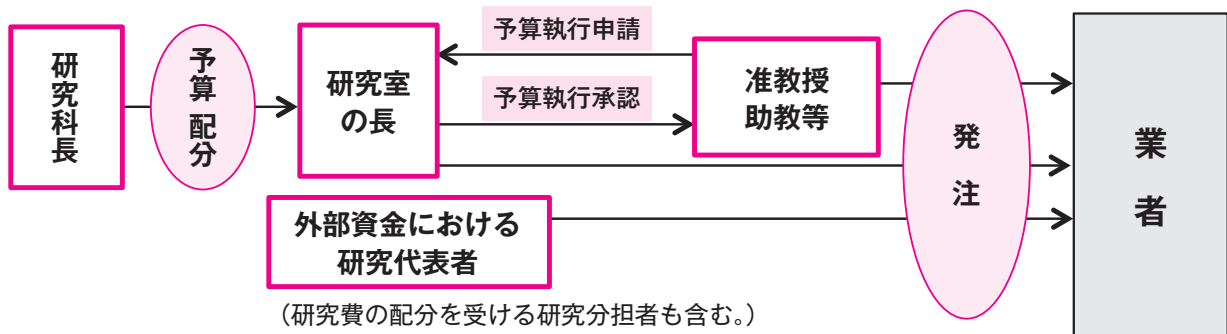 研究科長
予算配分
研究室
の長
予算執行申請
予算執行承認
准教授
助教等
発注
業者
外部資金における
研究代表者
（研究費の配分を受ける研究分担者も含む。）